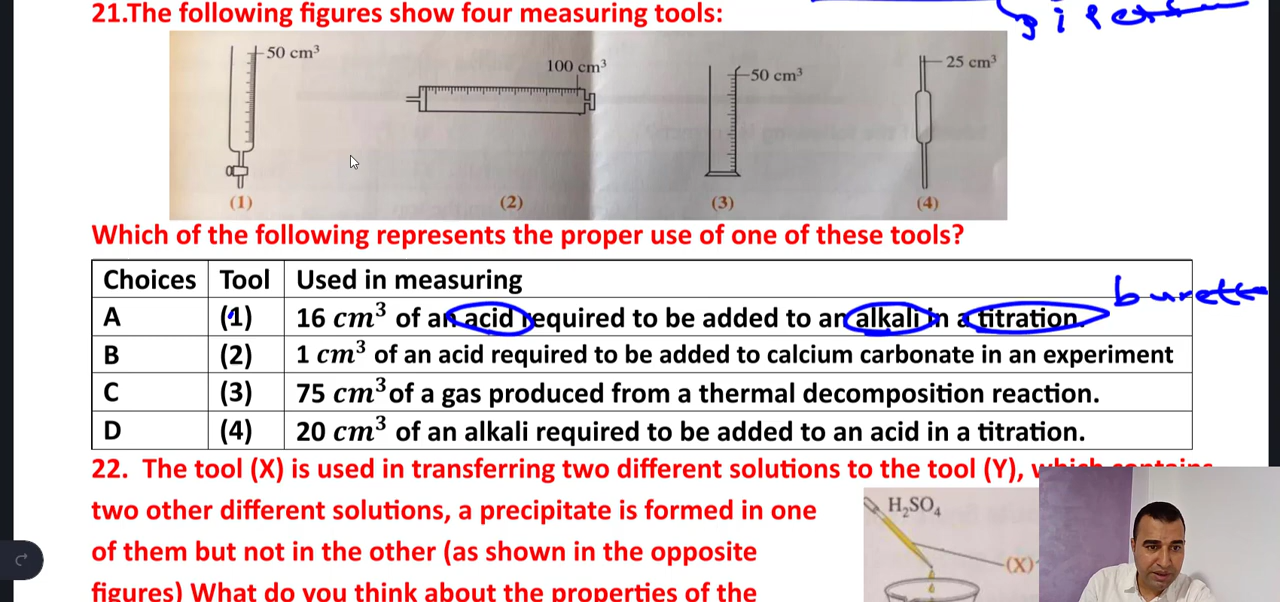 21.The following figures show four measuring tools:
50 cm³
100 cm³
50 cm³
25 cm³
(1)
(2)
(3)
(4)
Which of the following represents the proper use of one of these tools?
Choices Tool Used in measuring
A (1) 16 cm³ of an acid required to be added to an alkali in a titration.
burette
B (2) 1 cm³ of an acid required to be added to calcium carbonate in an experiment
C (3) 75 cm³of a gas produced from a thermal decomposition reaction.
D (4) 20 cm³ of an alkali required to be added to an acid in a titration.
22. The tool (X) is used in transferring two different solutions to the tool (Y), which contains
two other different solutions, a precipitate is formed in one
of them but not in the other (as shown in the opposite
figures) What do you think about the properties of the
H₂SO₄
(X)